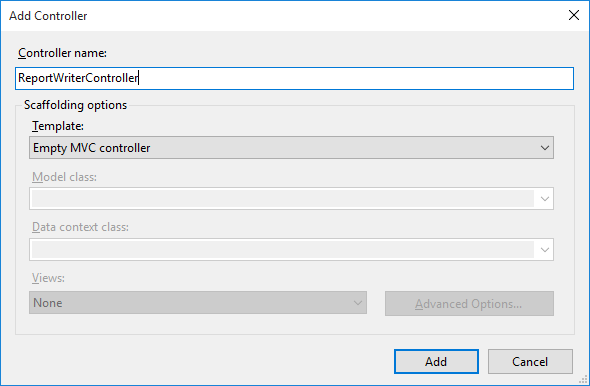 Add Controller
Controller name:
ReportWriterController
Scaffolding options
Template:
Empty MVC controller
Model class:
Data context class:
Views:
None
Advanced Options...
Add
Cancel